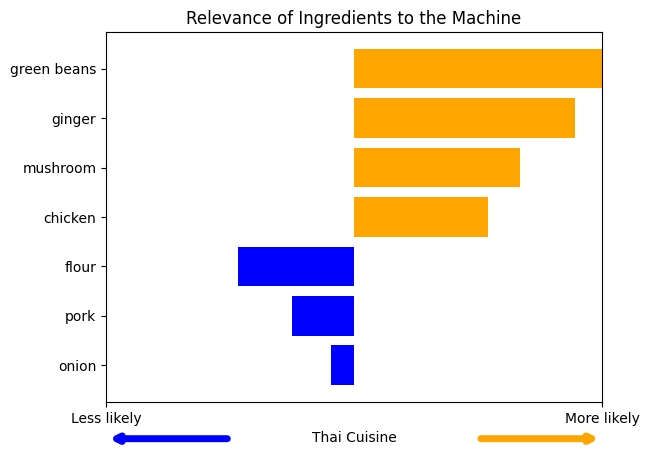 Relevance of Ingredients to the Machine
green beans
ginger
mushroom
chicken
flour
pork
onion
Less likely
More likely
Thai Cuisine